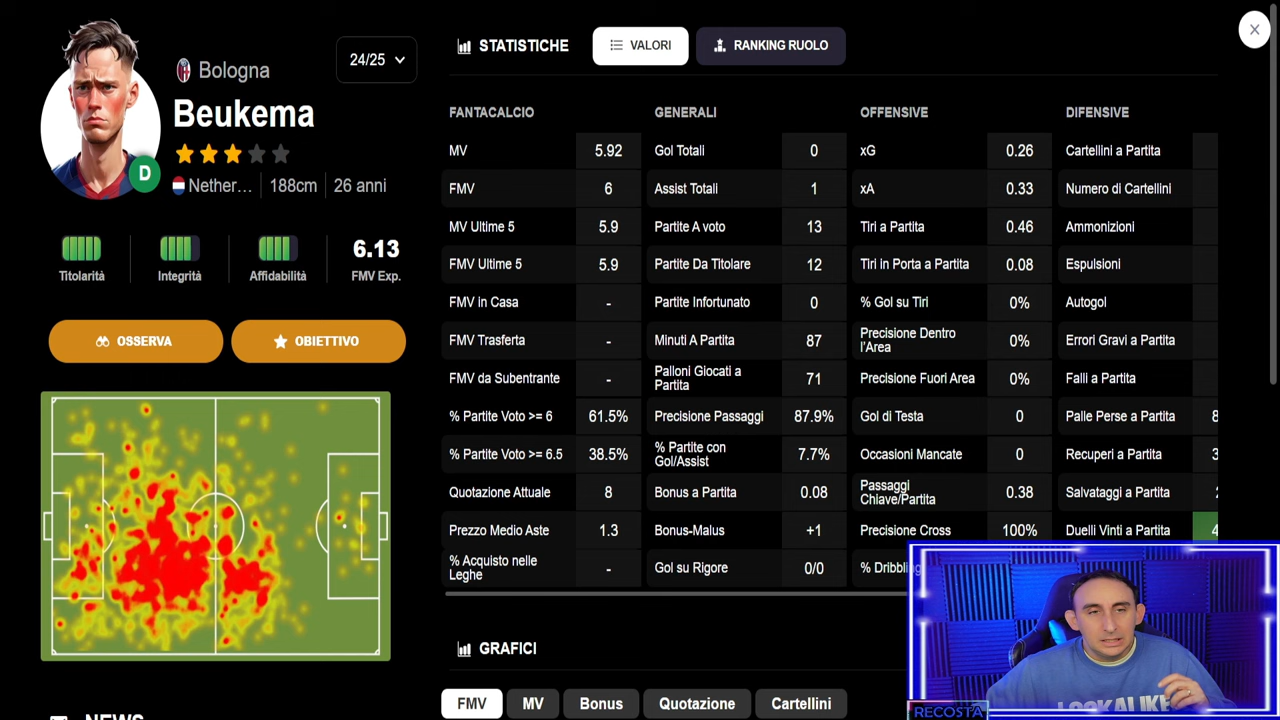 24/25
Bologna
Beukema
D
Nether...
188cm
26 anni
Titolarità
Integrità
Affidabilità
6.13
FMV Exp.
OSSERVA
OBIETTIVO
NEWS
STATISTICHE
VALORI
RANKING RUOLO
FANTACALCIO
MV 5.92
FMV 6
MV Ultime 5 5.9
FMV Ultime 5 5.9
FMV in Casa -
FMV Trasferta -
FMV da Subentrante -
% Partite Voto >= 6 61.5%
% Partite Voto >= 6.5 38.5%
Quotazione Attuale 8
Prezzo Medio Aste 1.3
% Acquisto nelle
Leghe -
GENERALI
Gol Totali 0
Assist Totali 1
Partite A voto 13
Partite Da Titolare 12
Partite Infortunato 0
Minuti A Partita 87
Palloni Giocati a
Partita 71
Precisione Passaggi 87.9%
% Partite con
Gol/Assist 7.7%
Bonus a Partita 0.08
Bonus-Malus +1
Gol su Rigore 0/0
OFFENSIVE
xG 0.26
xA 0.33
Tiri a Partita 0.46
Tiri in Porta a Partita 0.08
% Gol su Tiri 0%
Precisione Dentro
l'Area 0%
Precisione Fuori Area 0%
Gol di Testa 0
Occasioni Mancate 0
Passaggi
Chiave/Partita 0.38
Precisione Cross 100%
% Dribbling
DIFENSIVE
Cartellini a Partita
Numero di Cartellini
Ammonizioni
Espulsioni
Autogol
Errori Gravi a Partita
Falli a Partita
Palle Perse a Partita 8
Recuperi a Partita 3
Salvataggi a Partita
Duelli Vinti a Partita 4
GRAFICI
FMV
MV
Bonus
Quotazione
Cartellini
LOOKALIKE
RECOSTA